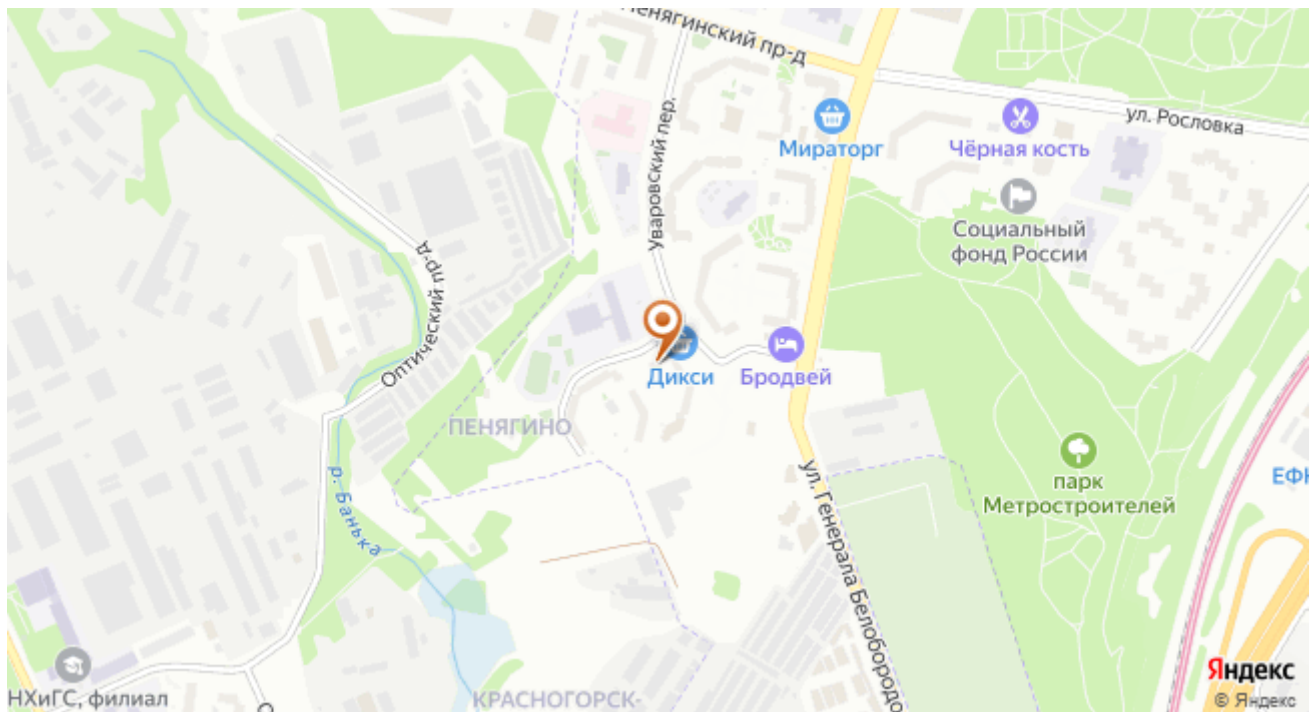 Пенягинский пр-д
ул. Рословка
Мираторг
Чёрная кость
Уваровский пер.
Социальный
фонд России
Оптический пр-д
Дикси
Бродвей
ПЕНЯГИНО
парк
Метростроителей
р. Банька
ул. Генерала Белобородо
НХиГС, филиал
КРАСНОГОРСК-
Яндекс
© Яндекс